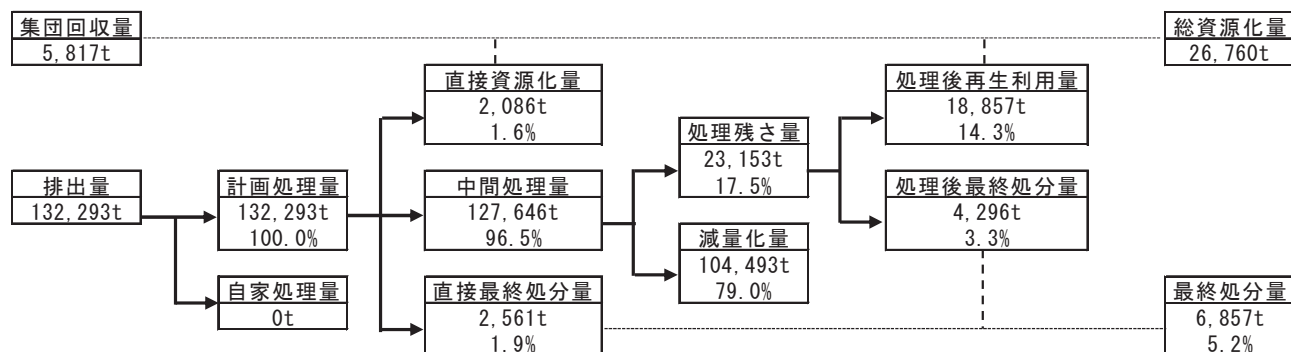 集団回収量
5,817t
総資源化量
26,760t
直接資源化量
2,086t
1.6%
処理後再生利用量
18,857t
14.3%
処理残さ量
23,153t
17.5%
排出量
132,293t
計画処理量
132,293t
100.0%
中間処理量
127,646t
96.5%
処理後最終処分量
4,296t
3.3%
減量化量
104,493t
79.0%
自家処理量
0t
直接最終処分量
2,561t
1.9%
最終処分量
6,857t
5.2%